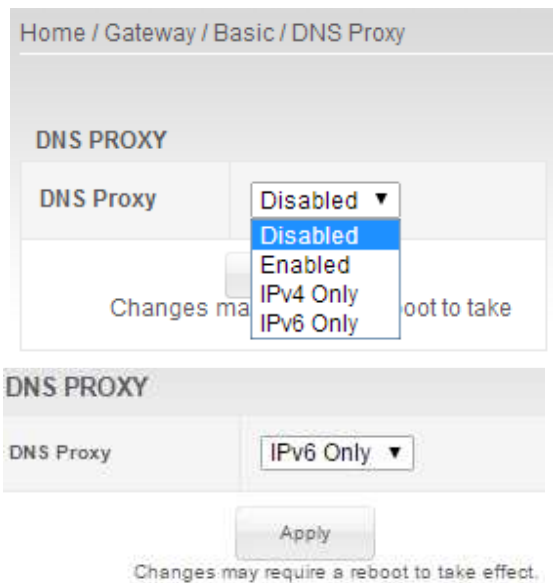 Home / Gateway / Basic / DNS Proxy
DNS PROXY
DNS Proxy
Disabled
Disabled
Enabled
IPv4 Only
IPv6 Only
Changes ma oot to take
DNS PROXY
DNS Proxy
IPv6 Only
Apply
Changes may require a reboot to take effect.